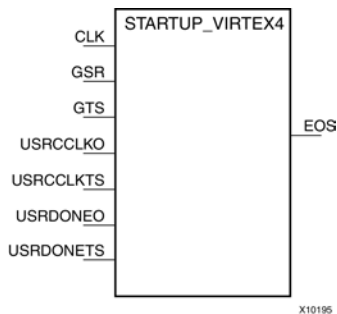 STARTUP_VIRTEX4
CLK
GSR
GTS
USRCCLKO
USRCCLKTS
USRDONEO
USRDONETS
EOS
X10195